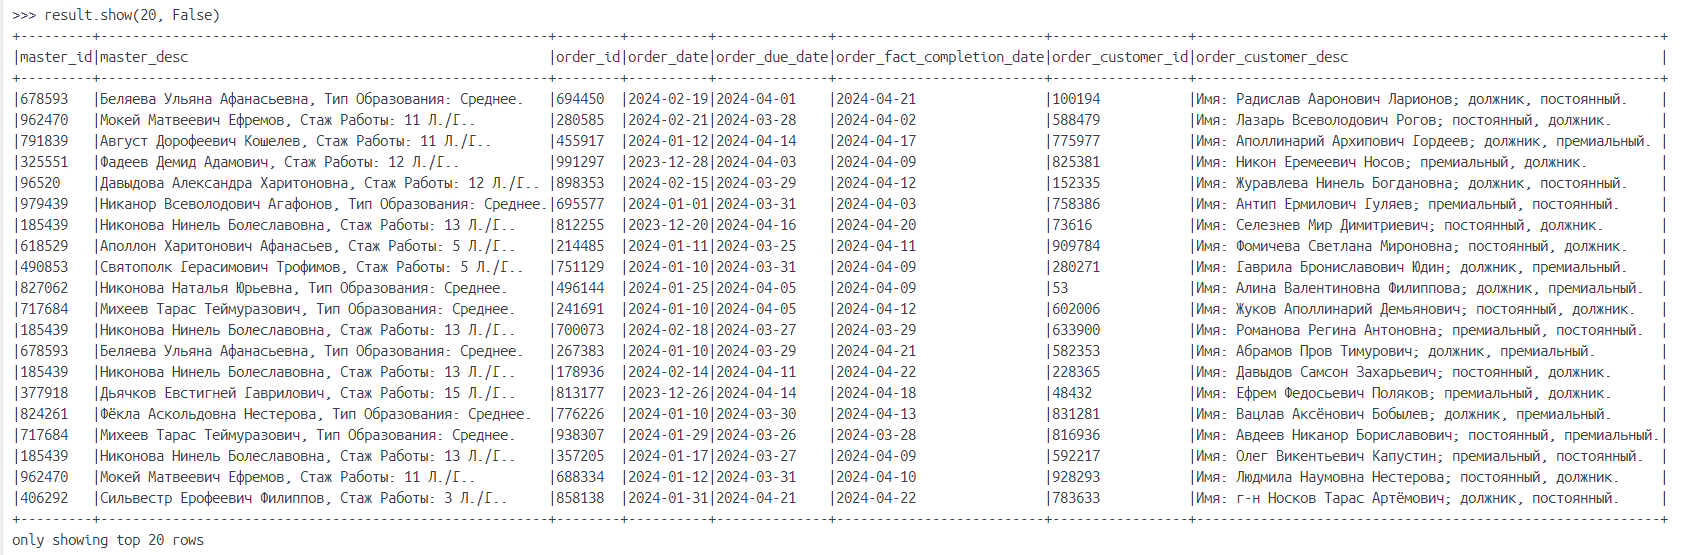 >>> result.show(20, False)
+---------+--------------------------------------------------------+--------+----------+--------------+--------------------------+-----------------+----------------------------------------------------------+
|master_id|master_desc                                             |order_id|order_date|order_due_date|order_fact_completion_date|order_customer_id|order_customer_desc                                       |
+---------+--------------------------------------------------------+--------+----------+--------------+--------------------------+-----------------+----------------------------------------------------------+
|678593   |Беляева Ульяна Афанасьевна, Тип Образования: Среднее.   |694450  |2024-02-19|2024-04-01    |2024-04-21                |100194           |Имя: Радислав Ааронович Ларионов; должник, постоянный.    |
|962470   |Мокей Матвеевич Ефремов, Стаж Работы: 11 Л./Г..         |280585  |2024-02-21|2024-03-28    |2024-04-02                |588479           |Имя: Лазарь Всеволодович Рогов; постоянный, должник.      |
|791839   |Август Дорофеевич Кошелев, Стаж Работы: 11 Л./Г..       |455917  |2024-01-12|2024-04-14    |2024-04-17                |775977           |Имя: Аполлинарий Архипович Гордеев; должник, премиальный. |
|325551   |Фадеев Демид Адамович, Стаж Работы: 12 Л./Г..           |991297  |2023-12-28|2024-04-03    |2024-04-09                |825381           |Имя: Никон Еремеевич Носов; премиальный, должник.         |
|96520    |Давыдова Александра Харитоновна, Стаж Работы: 12 Л./Г.. |898353  |2024-02-15|2024-03-29    |2024-04-12                |152335           |Имя: Журавлева Нинель Богдановна; должник, постоянный.    |
|979439   |Никанор Всеволодович Агафонов, Тип Образования: Среднее.|695577  |2024-01-01|2024-03-31    |2024-04-03                |758386           |Имя: Антип Ермилович Гуляев; премиальный, постоянный.     |
|185439   |Никонова Нинель Болеславовна, Стаж Работы: 13 Л./Г..    |812255  |2023-12-20|2024-04-16    |2024-04-20                |73616            |Имя: Селезнев Мир Димитриевич; постоянный, должник.       |
|618529   |Аполлон Харитонович Афанасьев, Стаж Работы: 5 Л./Г..    |214485  |2024-01-11|2024-03-25    |2024-04-11                |909784           |Имя: Фомичева Светлана Мироновна; постоянный, должник.    |
|490853   |Святополк Герасимович Трофимов, Стаж Работы: 5 Л./Г..   |751129  |2024-01-10|2024-03-31    |2024-04-09                |280271           |Имя: Гаврила Брониславович Юдин; должник, премиальный.    |
|827062   |Никонова Наталья Юрьевна, Тип Образования: Среднее.     |496144  |2024-01-25|2024-04-05    |2024-04-09                |53               |Имя: Алина Валентиновна Филиппова; должник, премиальный.  |
|717684   |Михеев Тарас Теймуразович, Тип Образования: Среднее.    |241691  |2024-01-10|2024-04-05    |2024-04-12                |602006           |Имя: Жуков Аполлинарий Демьянович; постоянный, должник.   |
|185439   |Никонова Нинель Болеславовна, Стаж Работы: 13 Л./Г..    |700073  |2024-02-18|2024-03-27    |2024-03-29                |633900           |Имя: Романова Регина Антоновна; премиальный, постоянный.  |
|678593   |Беляева Ульяна Афанасьевна, Тип Образования: Среднее.   |267383  |2024-01-10|2024-03-29    |2024-04-21                |582353           |Имя: Абрамов Пров Тимурович; должник, премиальный.        |
|185439   |Никонова Нинель Болеславовна, Стаж Работы: 13 Л./Г..    |178936  |2024-02-14|2024-04-11    |2024-04-22                |228365           |Имя: Давыдов Самсон Захарьевич; постоянный, должник.      |
|377918   |Дьячков Евстигней Гаврилович, Стаж Работы: 15 Л./Г..    |813177  |2023-12-26|2024-04-14    |2024-04-18                |48432            |Имя: Ефрем Федосьевич Поляков; премиальный, должник.      |
|824261   |Фёкла Аскольдовна Нестерова, Тип Образования: Среднее.  |776226  |2024-01-10|2024-03-30    |2024-04-13                |831281           |Имя: Вацлав Аксёнович Бобылев; должник, премиальный.      |
|717684   |Михеев Тарас Теймуразович, Тип Образования: Среднее.    |938307  |2024-01-29|2024-03-26    |2024-03-28                |816936           |Имя: Авдеев Никанор Бориславович; постоянный, премиальный.|
|185439   |Никонова Нинель Болеславовна, Стаж Работы: 13 Л./Г..    |357205  |2024-01-17|2024-03-27    |2024-04-09                |592217           |Имя: Олег Викентьевич Капустин; премиальный, постоянный.  |
|962470   |Мокей Матвеевич Ефремов, Стаж Работы: 11 Л./Г..         |688334  |2024-01-12|2024-03-31    |2024-04-10                |928293           |Имя: Людмила Наумовна Нестерова; постоянный, должник.     |
|406292   |Сильвестр Ерофеевич Филиппов, Стаж Работы: 3 Л./Г..     |858138  |2024-01-31|2024-04-21    |2024-04-22                |783633           |Имя: г-н Носков Тарас Артёмович; должник, постоянный.     |
+---------+--------------------------------------------------------+--------+----------+--------------+--------------------------+-----------------+----------------------------------------------------------+
only showing top 20 rows